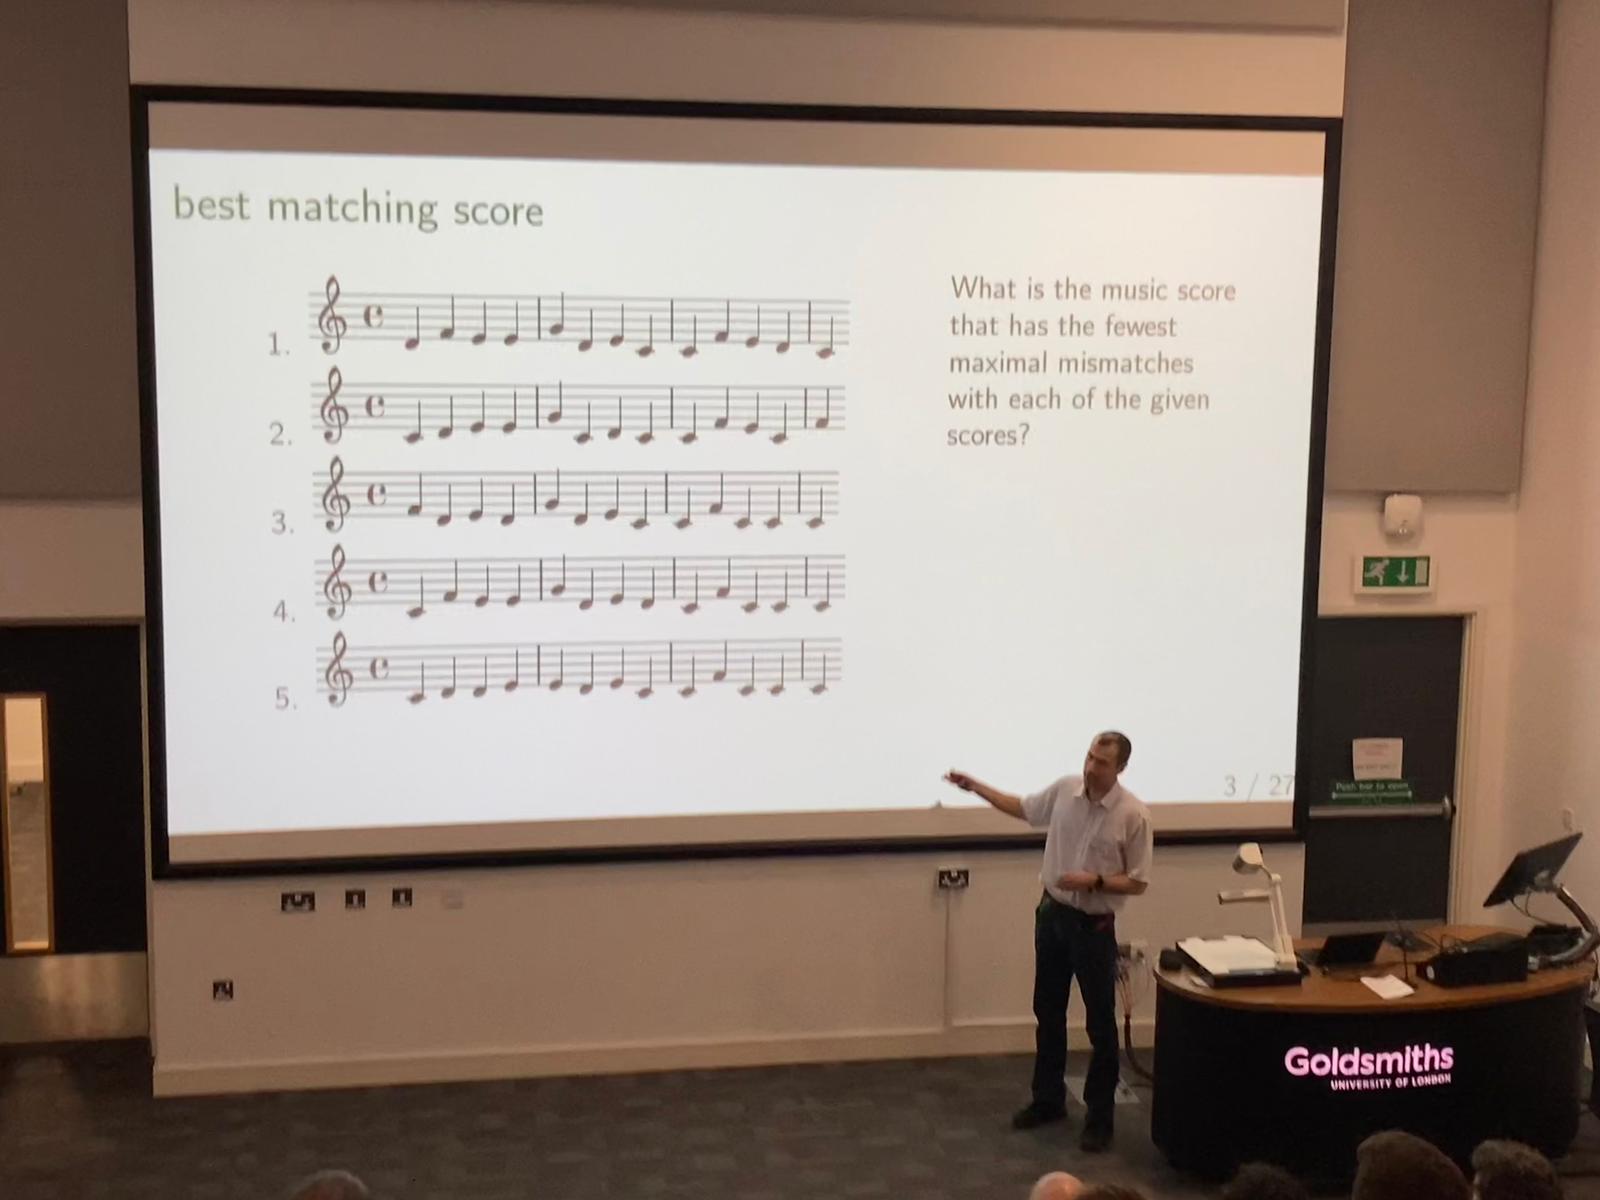 best matching score
1.
2.
3.
4.
5.
What is the music score
that has the fewest
maximal mismatches
with each of the given
scores?
3 / 27
Push bar to open
Goldsmiths
UNIVERSITY OF LONDON